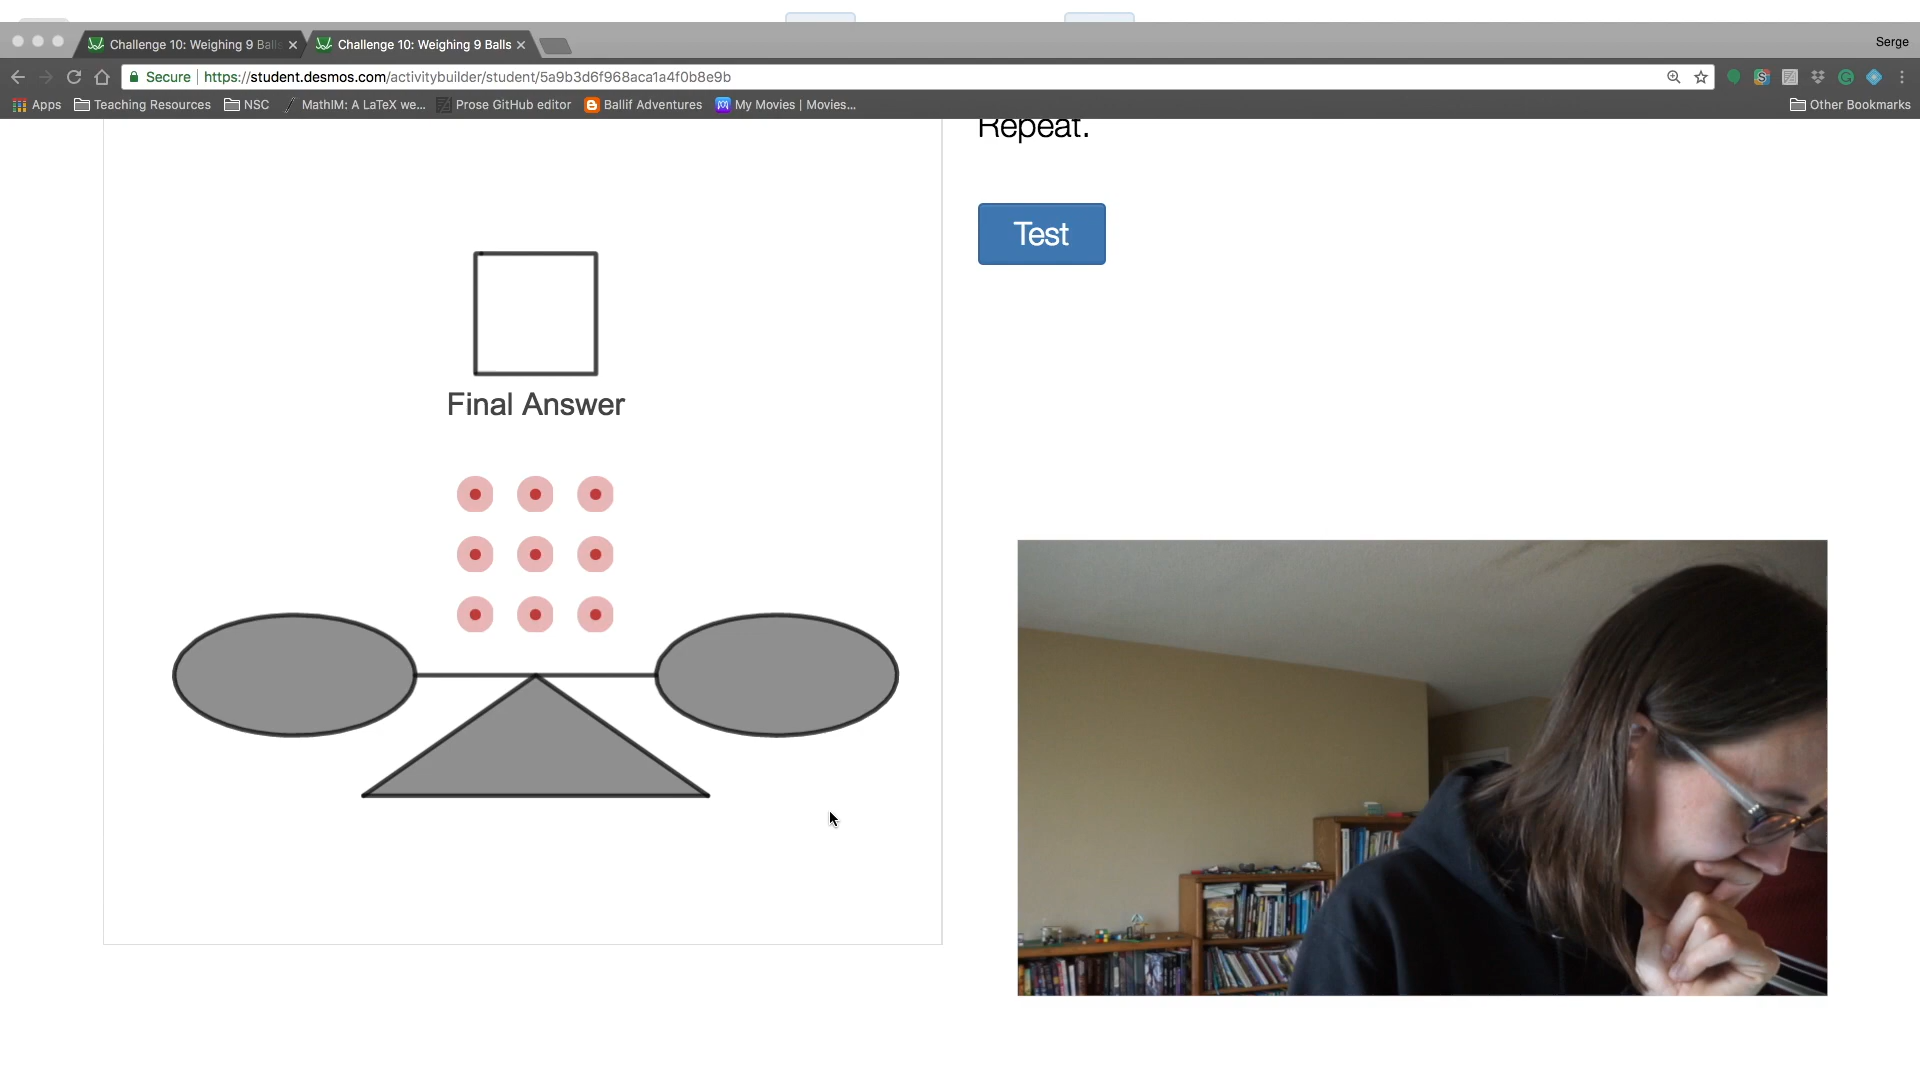 Challenge 10: Weighing 9 Balls
Challenge 10: Weighing 9 Balls
Serge
Secure https://student.desmos.com/activitybuilder/student/5a9b3d6f968aca1a4f0b8e9b
Apps Teaching Resources NSC MathIM: A LaTeX we... Prose GitHub editor Ballif Adventures My Movies | Movies... Other Bookmarks
Repeat.
Test
Final Answer